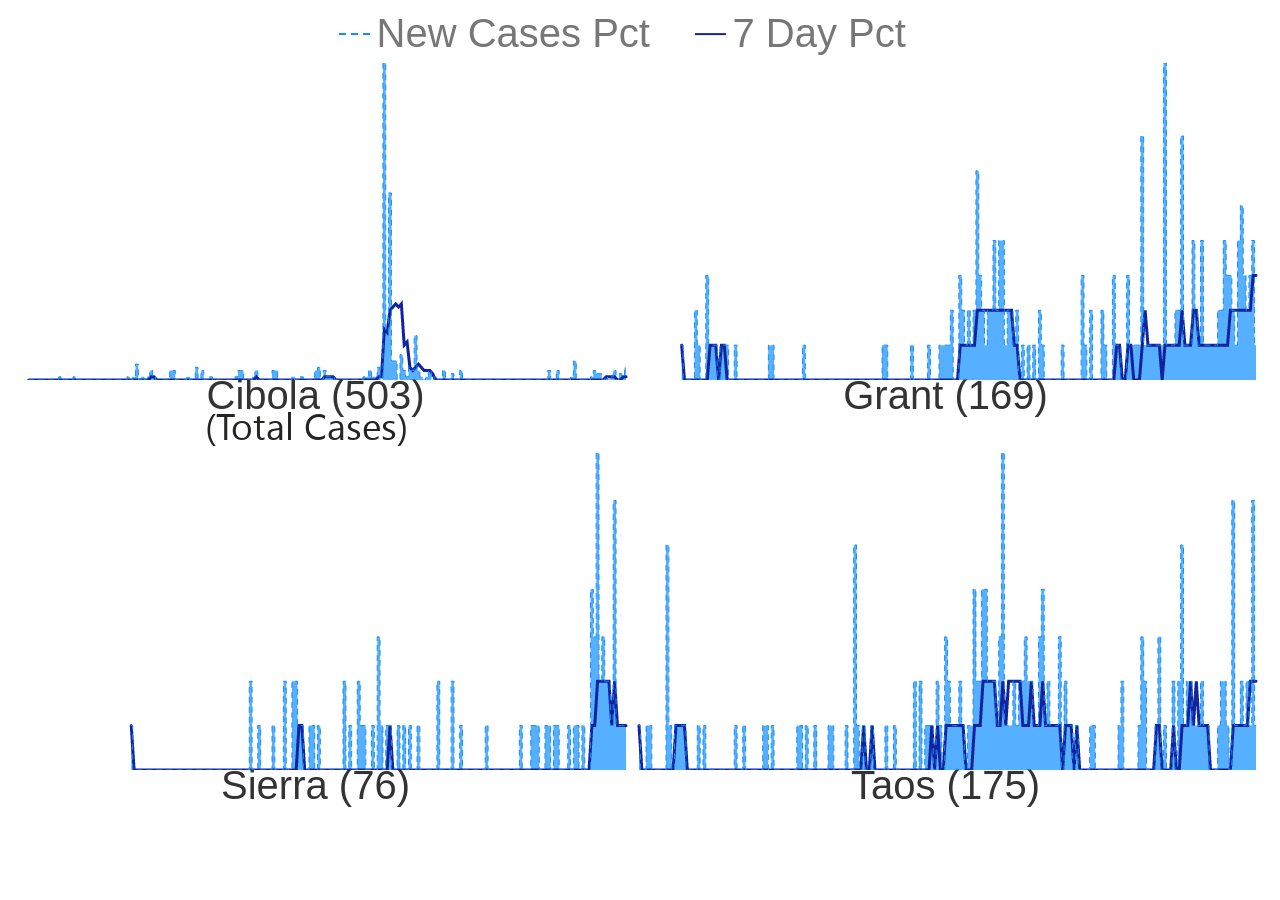 New Cases Pct 7 Day Pct
Cibola (503) Grant (169)
(Total Cases)
Sierra (76) Taos (175)